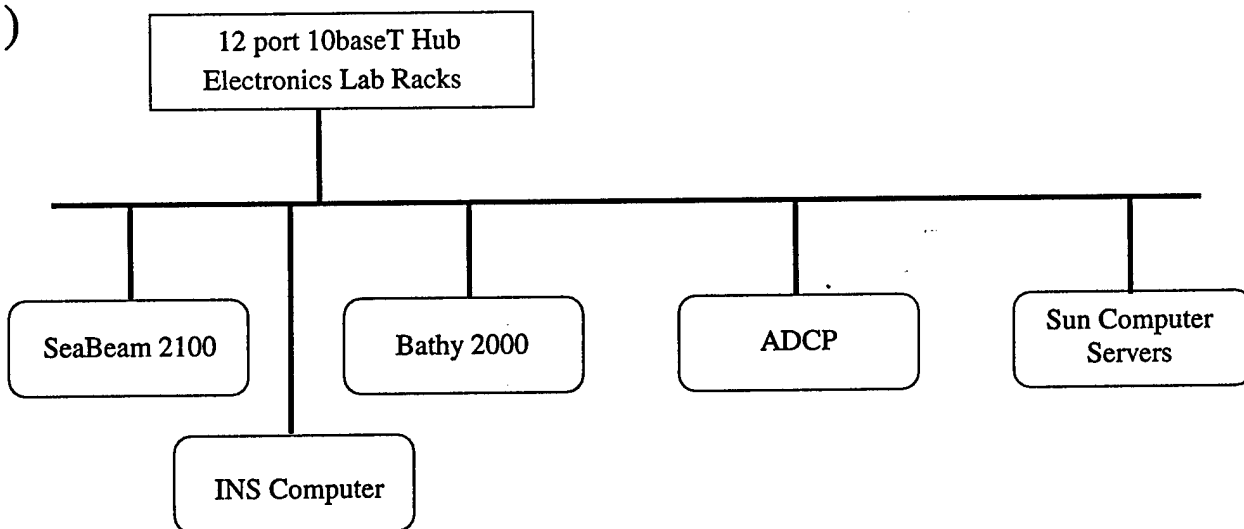 )
12 port 10baseT Hub
Electronics Lab Racks
SeaBeam 2100
Bathy 2000
ADCP
Sun Computer
Servers
INS Computer